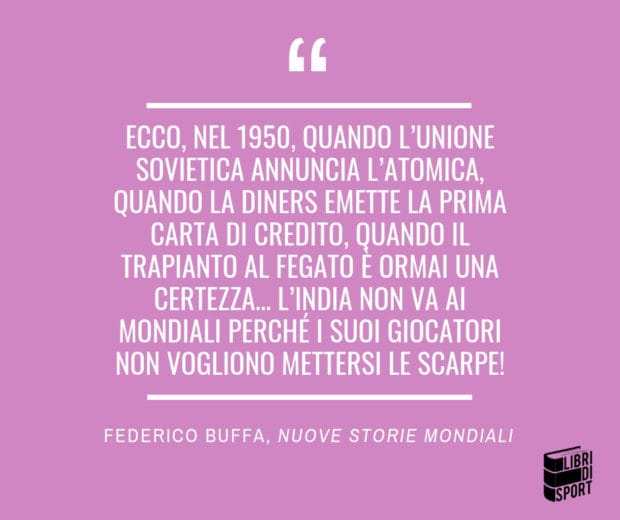 “
ECCO, NEL 1950, QUANDO L’UNIONE
SOVIETICA ANNUNCIA L’ATOMICA,
QUANDO LA DINERS EMETTE LA PRIMA
CARTA DI CREDITO, QUANDO IL
TRAPIANTO AL FEGATO È ORMAI UNA
CERTEZZA... L’INDIA NON VA AI
MONDIALI PERCHÉ I SUOI GIOCATORI
NON VOGLIONO METTERSI LE SCARPE!
FEDERICO BUFFA, NUOVE STORIE MONDIALI
LIBRI
DI
SPORT